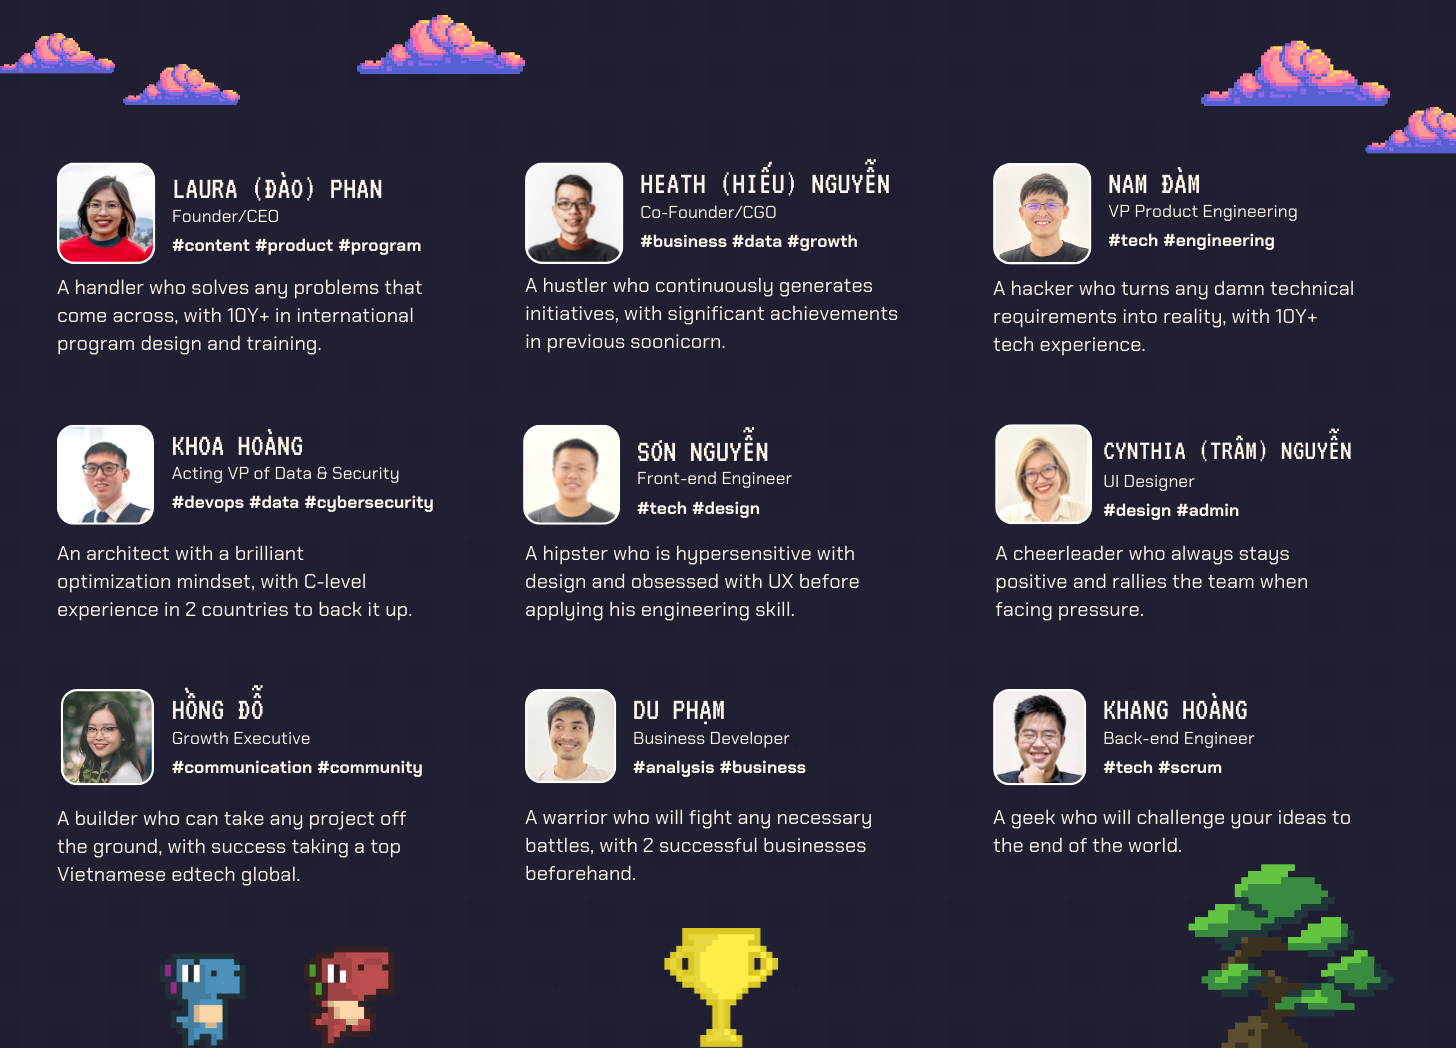 LAURA (ĐÀO) PHAN
Founder/CEO
#content #product #program
A handler who solves any problems that
come across, with 10Y+ in international
program design and training.
HEATH (HIẾU) NGUYỄN
Co-Founder/CGO
#business #data #growth
A hustler who continuously generates
initiatives, with significant achievements
in previous soonicorn.
NAM ĐÀM
VP Product Engineering
#tech #engineering
A hacker who turns any damn technical
requirements into reality, with 10Y+
tech experience.
KHOA HOÀNG
Acting VP of Data & Security
#devops #data #cybersecurity
An architect with a brilliant
optimization mindset, with C-level
experience in 2 countries to back it up.
SƠN NGUYỄN
Front-end Engineer
#tech #design
A hipster who is hypersensitive with
design and obsessed with UX before
applying his engineering skill.
CYNTHIA (TRÂM) NGUYỄN
UI Designer
#design #admin
A cheerleader who always stays
positive and rallies the team when
facing pressure.
HỒNG ĐỖ
Growth Executive
#communication #community
A builder who can take any project off
the ground, with success taking a top
Vietnamese edtech global.
DU PHẠM
Business Developer
#analysis #business
A warrior who will fight any necessary
battles, with 2 successful businesses
beforehand.
KHANG HOÀNG
Back-end Engineer
#tech #scrum
A geek who will challenge your ideas to
the end of the world.